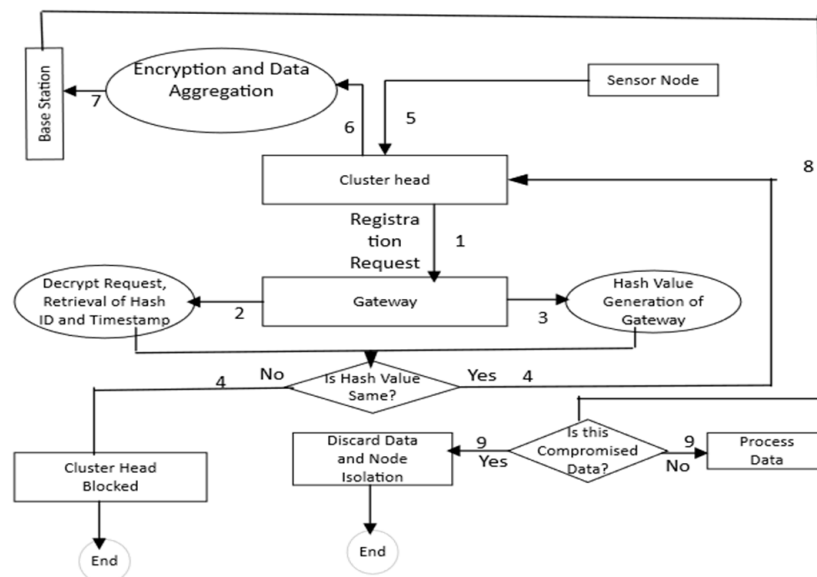 Encryption and Data
Aggregation
Base Station
7
6
5
Sensor Node
8
Cluster head
Registra
tion
Request
1
Decrypt Request,
Retrieval of Hash
ID and Timestamp
2
Gateway
3
Hash Value
Generation of
Gateway
4
No
Is Hash Value
Same?
Yes
4
Cluster Head
Blocked
End
Discard Data
and Node
Isolation
End
9
Yes
Is this
Compromised
Data?
9
No
Process
Data